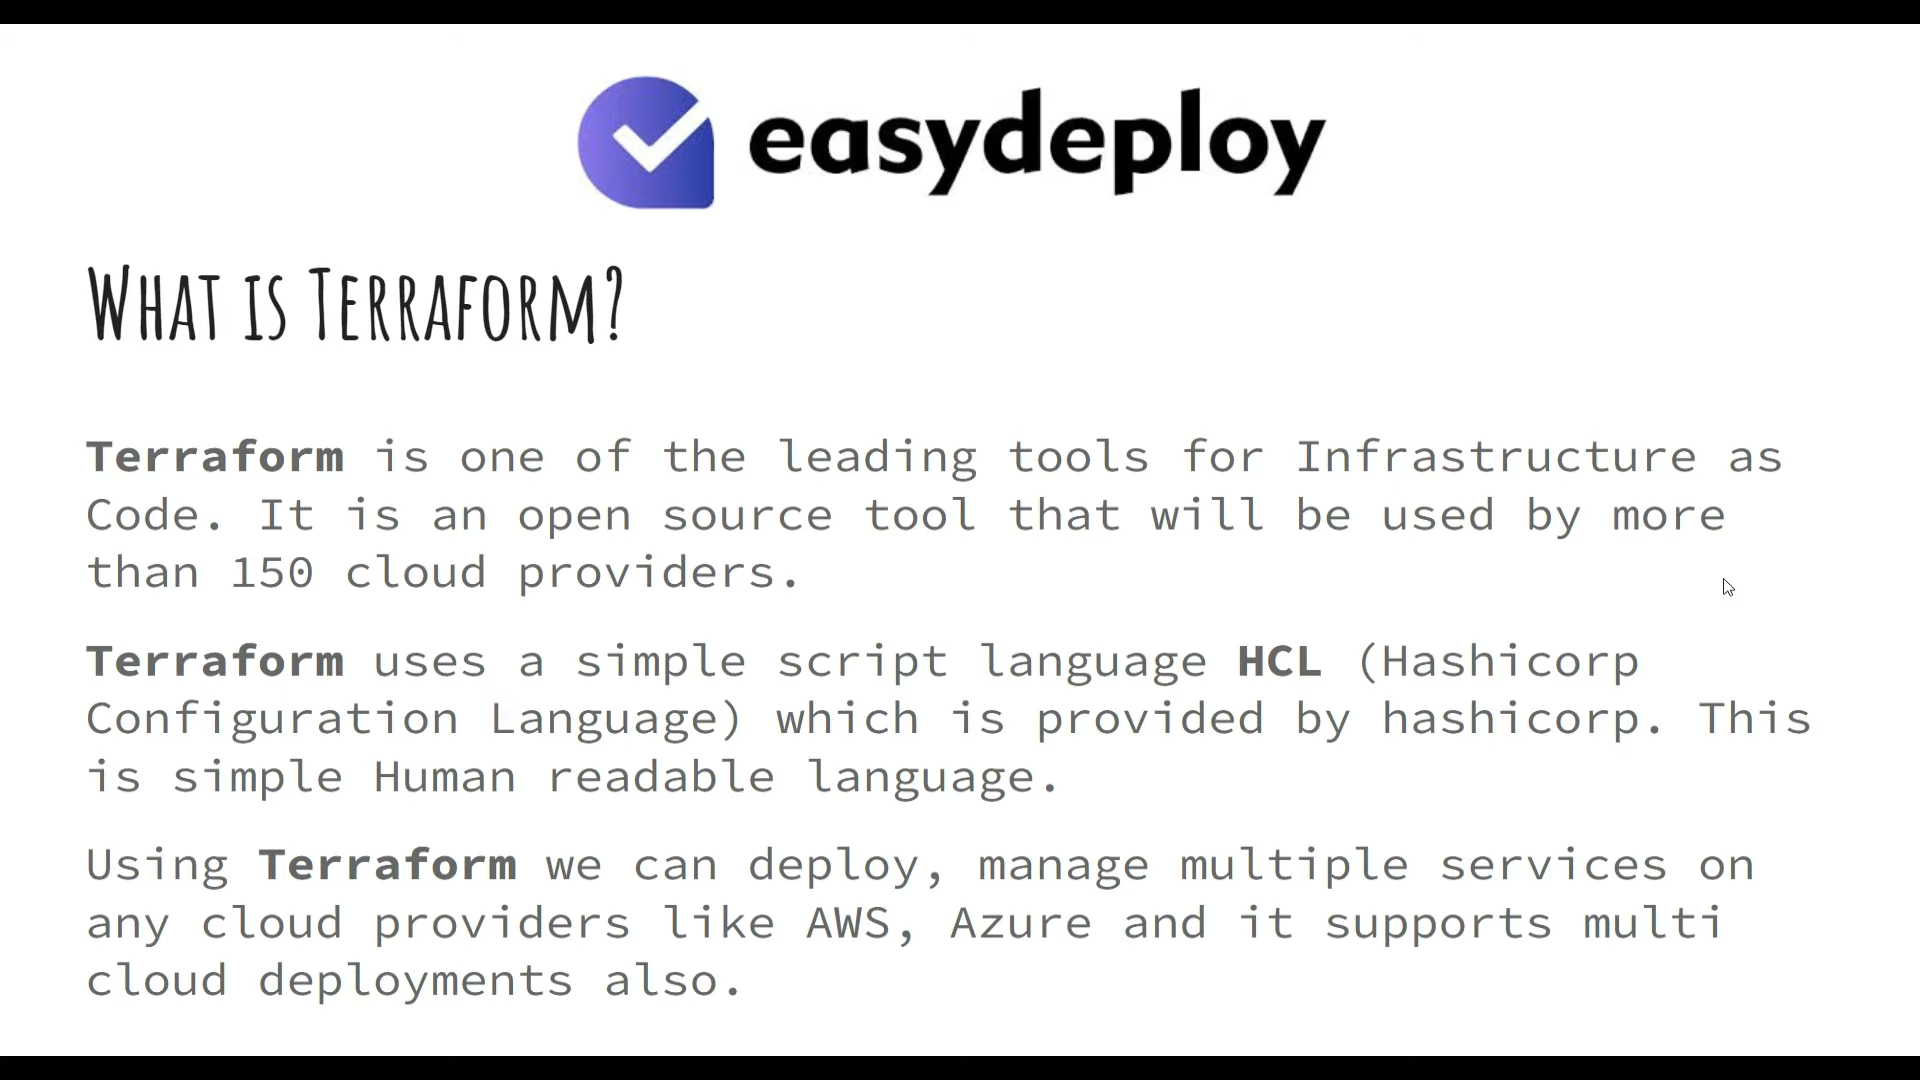 easydeploy
What is Terraform?
Terraform is one of the leading tools for Infrastructure as
Code. It is an open source tool that will be used by more
than 150 cloud providers.
Terraform uses a simple script language HCL (Hashicorp
Configuration Language) which is provided by hashicorp. This
is simple Human readable language.
Using Terraform we can deploy, manage multiple services on
any cloud providers like AWS, Azure and it supports multi
cloud deployments also.